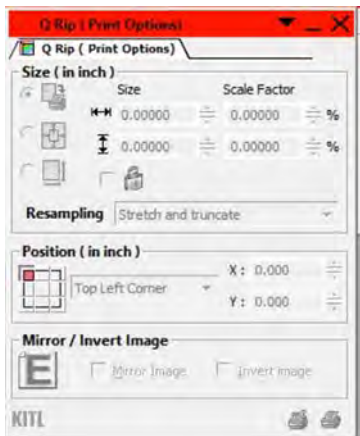 Q Rip ( Print Options)
Q Rip ( Print Options)
Size ( in inch )
Size Scale Factor
0.00000 0.00000 %
0.00000 0.00000 %
Resampling Stretch and truncate
Position ( in inch )
Top Left Corner X : 0.000
Y : 0.000
Mirror / Invert Image
E Mirror Image Invert image
KITL